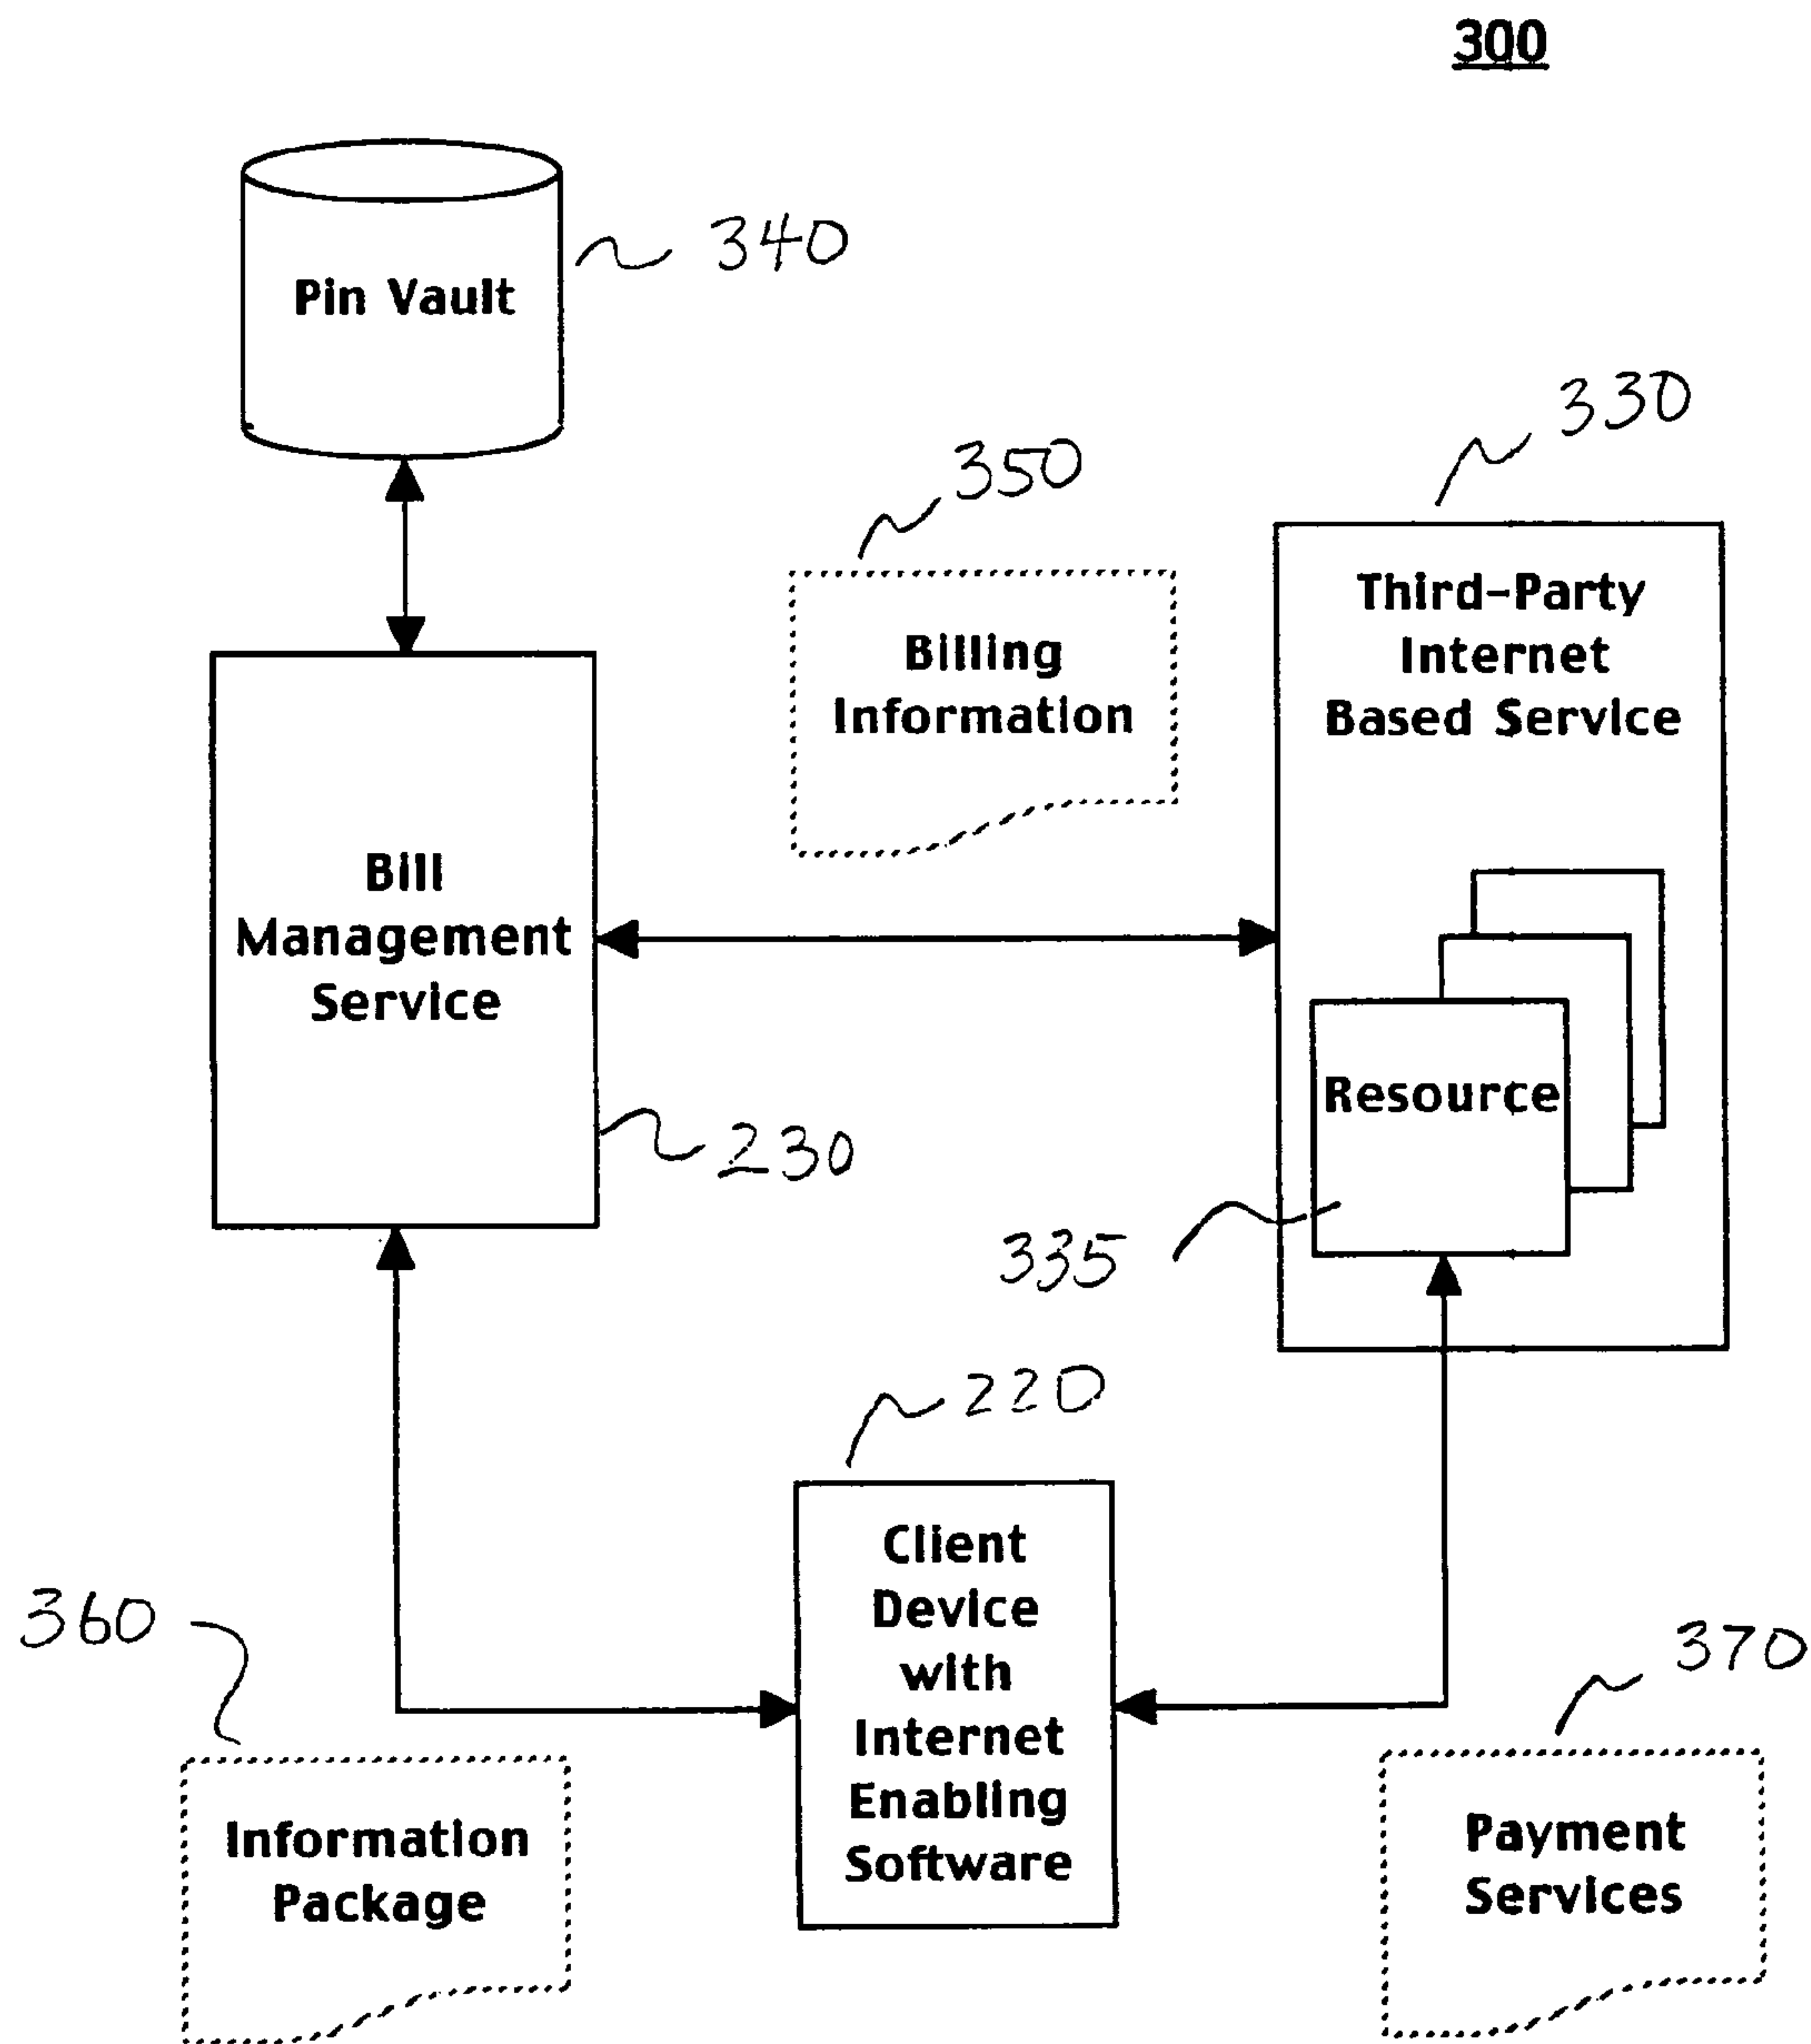 300
Pin Vault
340
330
350
Third-Party
Internet
Based Service
Billing
Information
Bill
Management
Service
Resource
230
335
220
Client
Device
with
Internet
Enabling
Software
360
370
Information
Package
Payment
Services